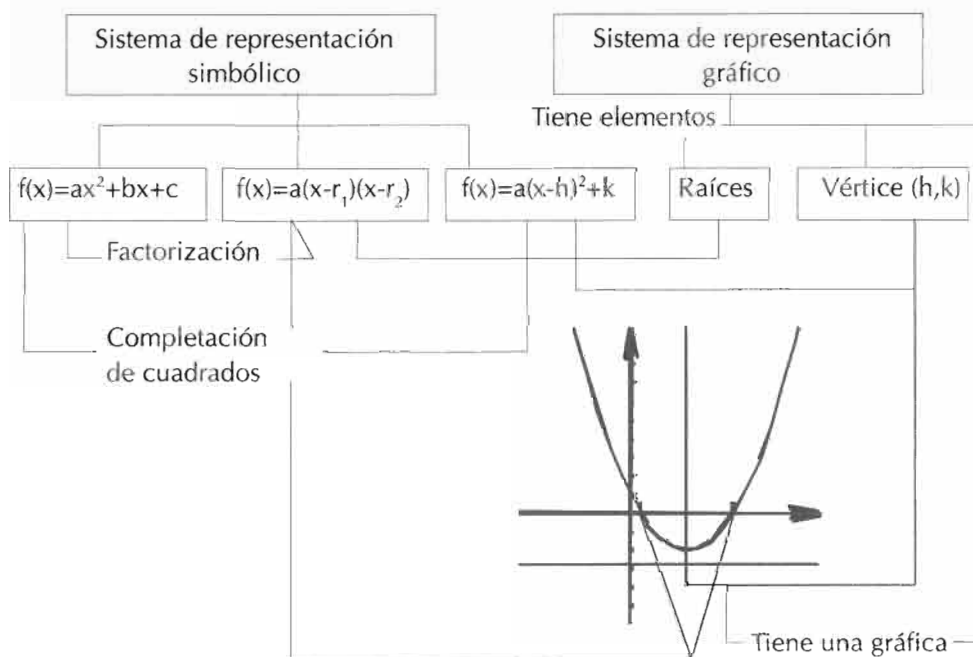 Sistema de representación
simbólico
Sistema de representación
gráfico
Tiene elementos
f(x)=ax²+bx+c
f(x)=a(x-r₁)(x-r₂)
f(x)=a(x-h)²+k
Raíces
Vértice (h,k)
Factorización
Completación
de cuadrados
Tiene una gráfica